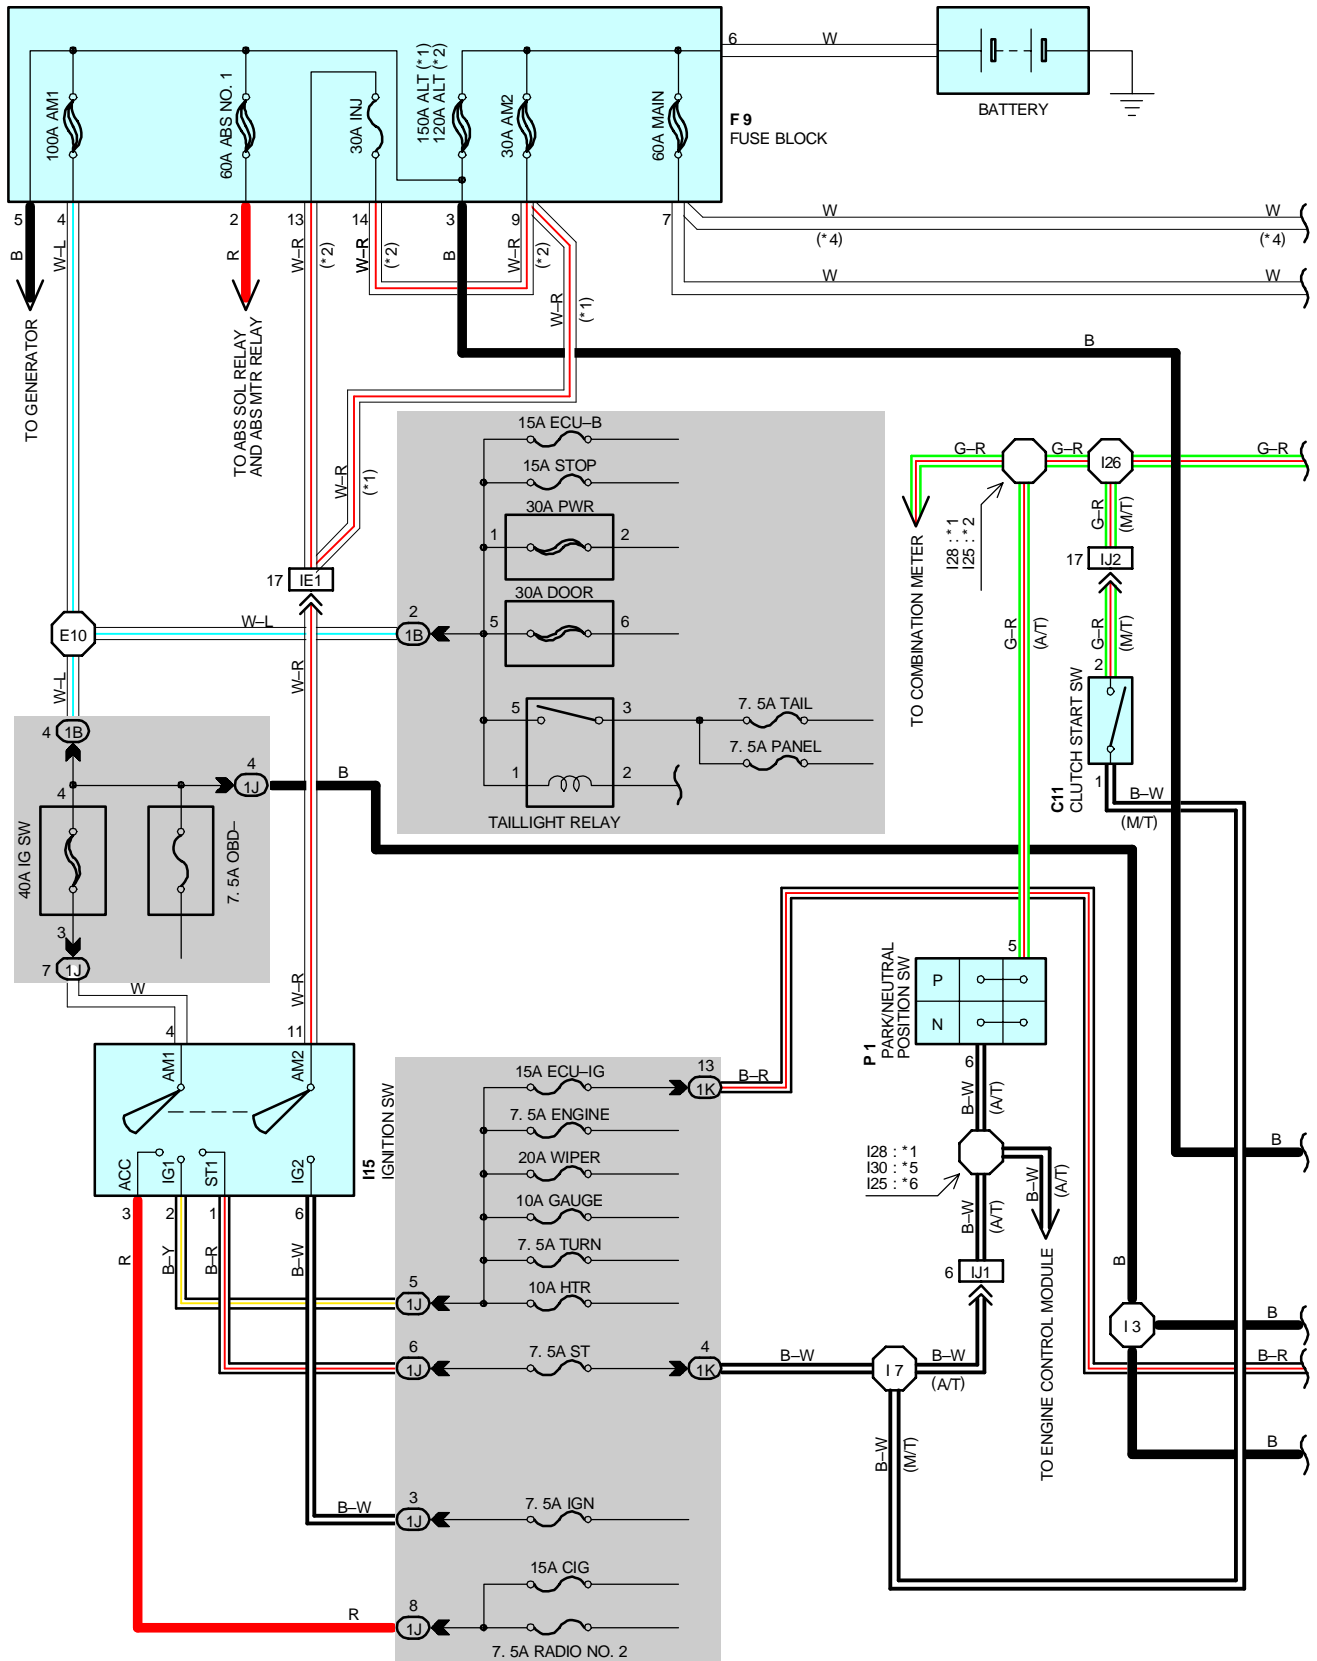 100A AM1
60A ABS NO. 1
30A INJ
150A ALT (*1)
120A ALT (*2)
30A AM2
60A MAIN
F 9
FUSE BLOCK
6
W
BATTERY
5
4
2
13
14
3
9
7
B
W–L
R
W–R
(*2)
W–R
(*2)
B
W–R
(*2)
W–R
(*1)
W
(*4)
W
(*4)
W
W
TO GENERATOR
TO ABS SOL RELAY
AND ABS MTR RELAY
B
W–R
(*1)
15A ECU–B
15A STOP
30A PWR
1
2
30A DOOR
5
6
5
3
7. 5A TAIL
7. 5A PANEL
1
2
TAILLIGHT RELAY
G–R
G–R
I26
G–R
I28 : *1
I25 : *2
TO COMBINATION METER
G–R
(M/T)
17
IJ2
G–R
(A/T)
G–R
(M/T)
2
C11
CLUTCH START SW
1
B–W
(M/T)
17
IE1
E10
W–L
2
1B
W–L
W–R
4
1B
4
1J
B
4
40A IG SW
7. 5A OBD–
3
7
1J
W
W–R
4
11
AM1
AM2
ACC
IG1
ST1
IG2
I15
IGNITION SW
3
2
1
6
R
B–Y
B–R
B–W
15A ECU–IG
13
1K
B–R
7. 5A ENGINE
20A WIPER
10A GAUGE
7. 5A TURN
10A HTR
5
1J
6
1J
7. 5A ST
4
1K
B–W
I 7
B–W
(A/T)
B–W
3
1J
7. 5A IGN
15A CIG
R
8
1J
7. 5A RADIO NO. 2
5
P
N
P 1
PARK/NEUTRAL
POSITION SW
6
B–W
(A/T)
I28 : *1
I30 : *5
I25 : *6
B–W
(A/T)
B–W
(A/T)
6
IJ1
TO ENGINE CONTROL MODULE
B–W
(M/T)
B
B
I 3
B
B–R
B